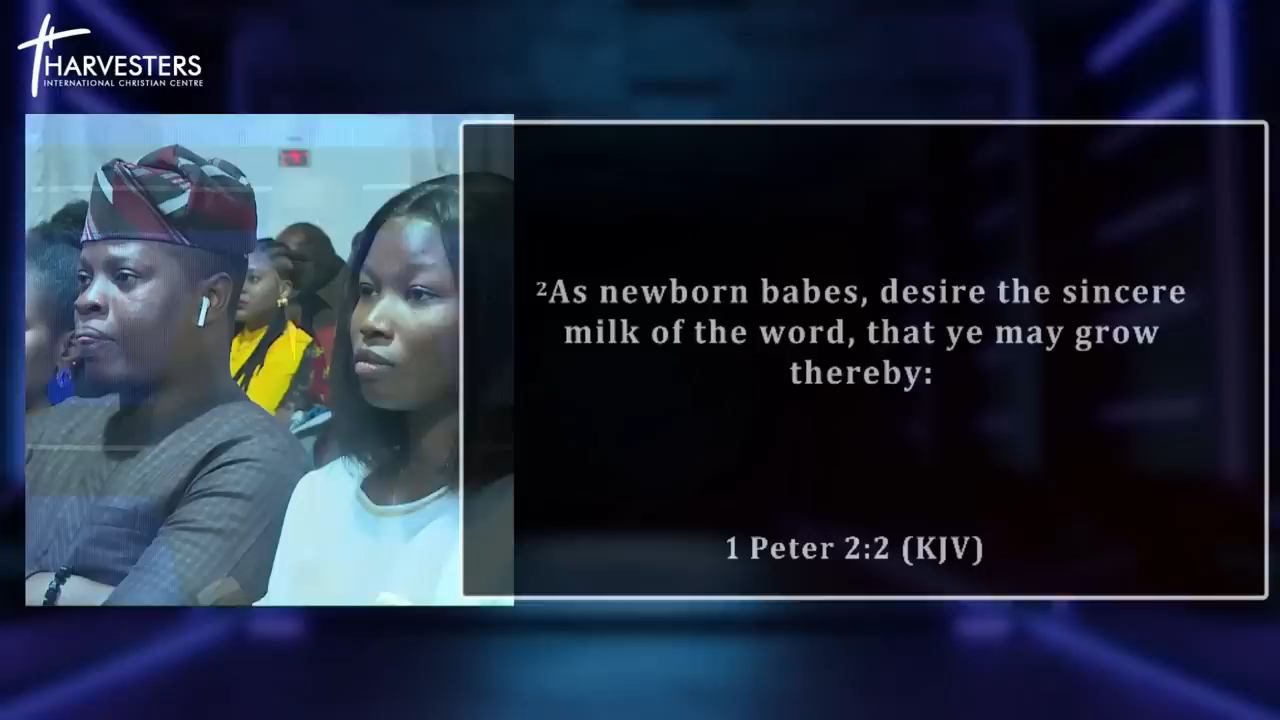 HARVESTERS
INTERNATIONAL CHRISTIAN CENTRE
²As newborn babes, desire the sincere
milk of the word, that ye may grow
thereby:
1 Peter 2:2 (KJV)